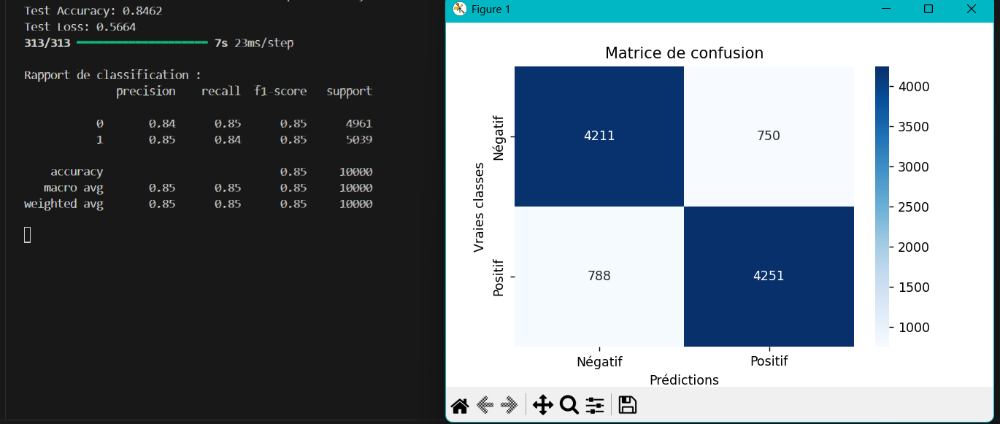 Test Accuracy: 0.8462
Test Loss: 0.5664
313/313 7s 23ms/step
Rapport de classification :
precision recall f1-score support
0 0.84 0.85 0.85 4961
1 0.85 0.84 0.85 5039
accuracy 0.85 10000
macro avg 0.85 0.85 0.85 10000
weighted avg 0.85 0.85 0.85 10000
Figure 1
Matrice de confusion
Vraies classes
Négatif
Positif
4211 750
788 4251
Négatif Positif
Prédictions
4000
3500
3000
2500
2000
1500
1000